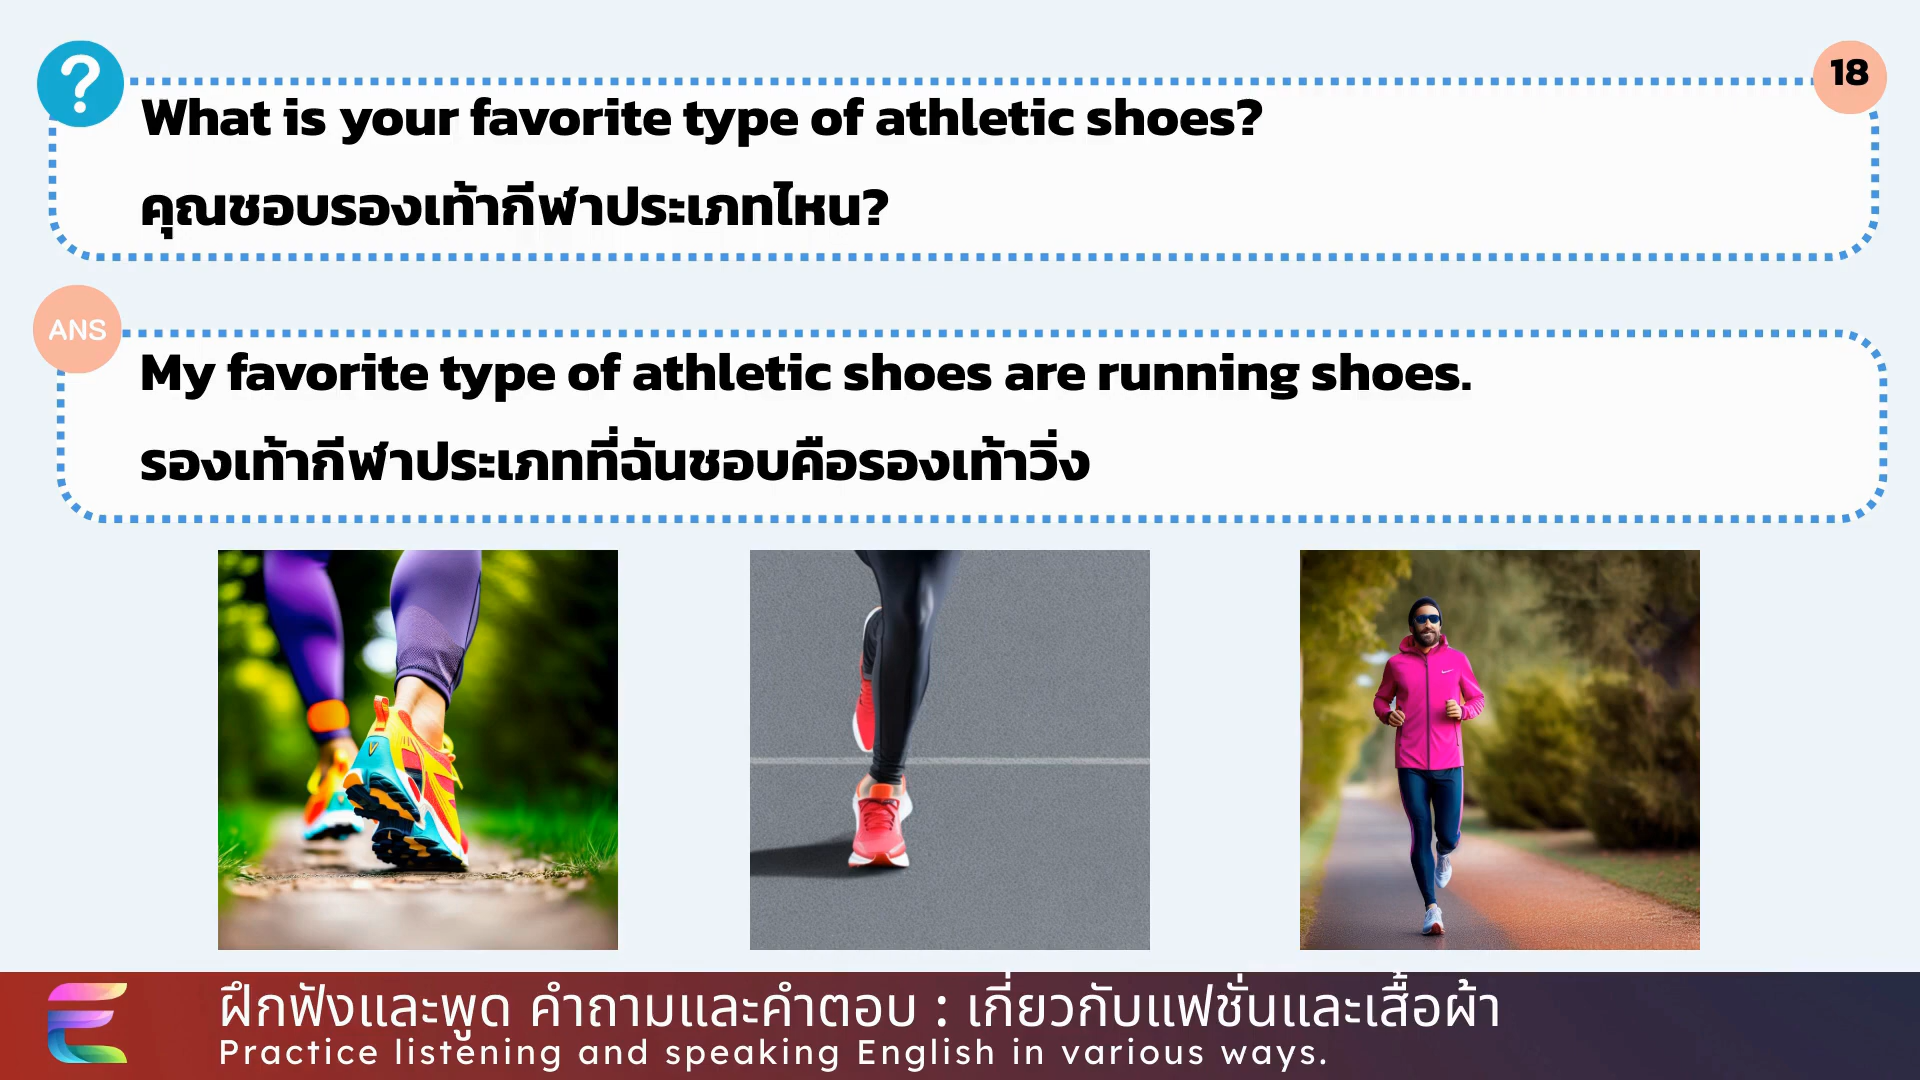 ?
18
What is your favorite type of athletic shoes?
คุณชอบรองเท้ากีฬาประเภทไหน?
ANS
My favorite type of athletic shoes are running shoes.
รองเท้ากีฬาประเภทที่ฉันชอบคือรองเท้าวิ่ง
ฝึกฟังและพูด คำถามและคำตอบ : เกี่ยวกับแฟชั่นและเสื้อผ้า
Practice listening and speaking English in various ways.